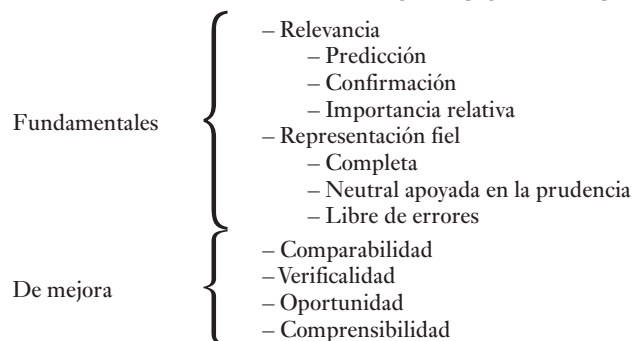 Fundamentales
– Relevancia
– Predicción
– Confirmación
– Importancia relativa
– Representación fiel
– Completa
– Neutral apoyada en la prudencia
– Libre de errores
De mejora
– Comparabilidad
– Verificalidad
– Oportunidad
– Comprensibilidad